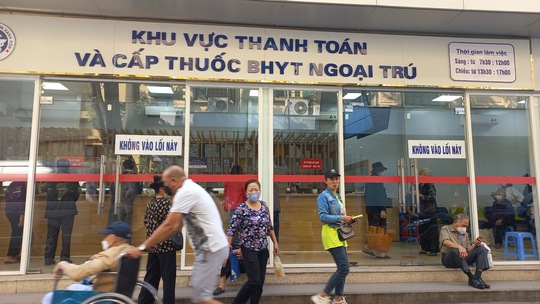 KHU VỰC THANH TOÁN
VÀ CẤP THUỐC BHYT NGOẠI TRÚ
Thời gian làm việc
Sáng : từ 7h30 - 12h00
Chiều: từ 13h30 - 17h00
KHÔNG VÀO LỐI NÀY
KHÔNG VÀO LỐI NÀY